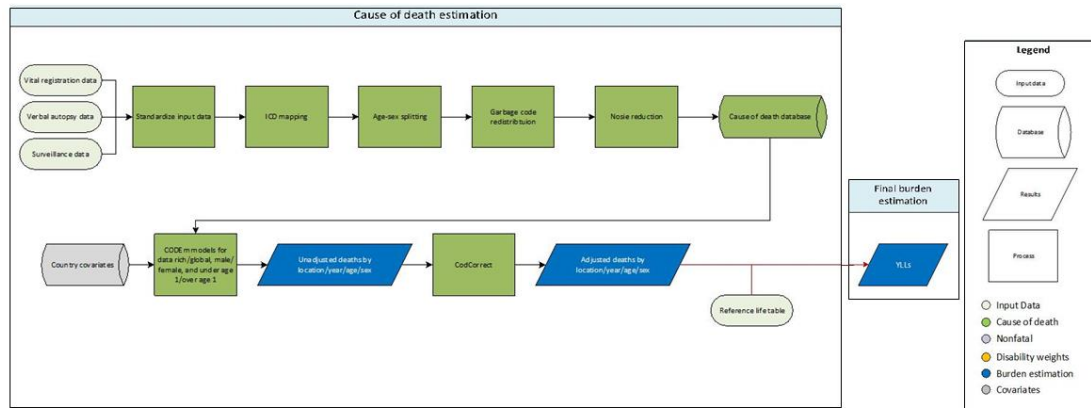 Cause of death estimation
Vital registration data
Verbal autopsy data
Surveillance data
Standardize input data
ICD mapping
Age-sex splitting
Garbage code
redistribtuion
Nosie reduction
Cause of death database
Country covariates
CODEm models for
data rich/global, male/
female, and under age
1/over age 1
Unadjusted deaths by
location/year/age/sex
CodCorrect
Adjusted deaths by
location/year/age/sex
Reference life table
Final burden
estimation
YLLs
Legend
Input data
Database
Results
Process
Input Data
Cause of death
Nonfatal
Disability weights
Burden estimation
Covariates